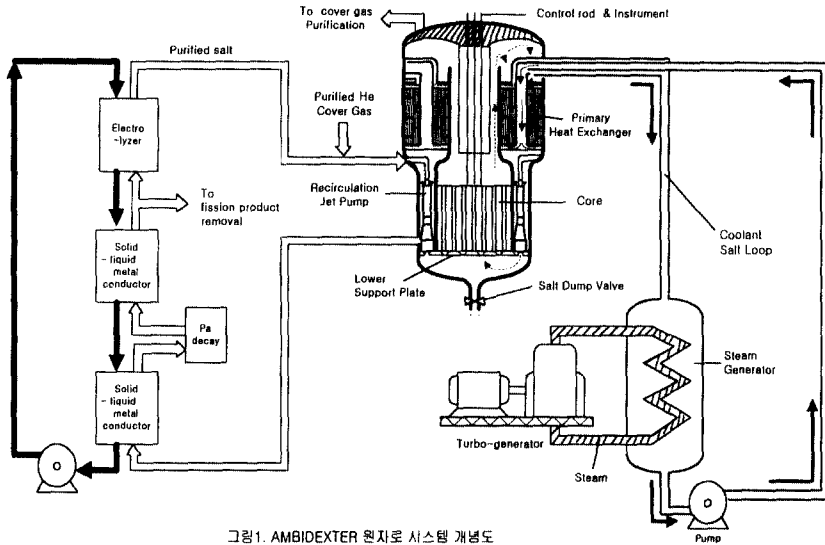 To cover gas
Purification
Control rod & Instrument
Purified salt
Purified He
Cover Gas
Electro
-lyzer
Primary
Heat Exchanger
To
fission product
removal
Recirculation
Jet Pump
Core
Solid
- liquid
metal
conductor
Coolant
Salt Loop
Lower
Support Plate
Salt Dump Valve
Pa
decay
Solid
- liquid
metal
conductor
Steam
Generator
Turbo-generator
Steam
Pump
그림1. AMBIDEXTER 원자로 시스템 개념도